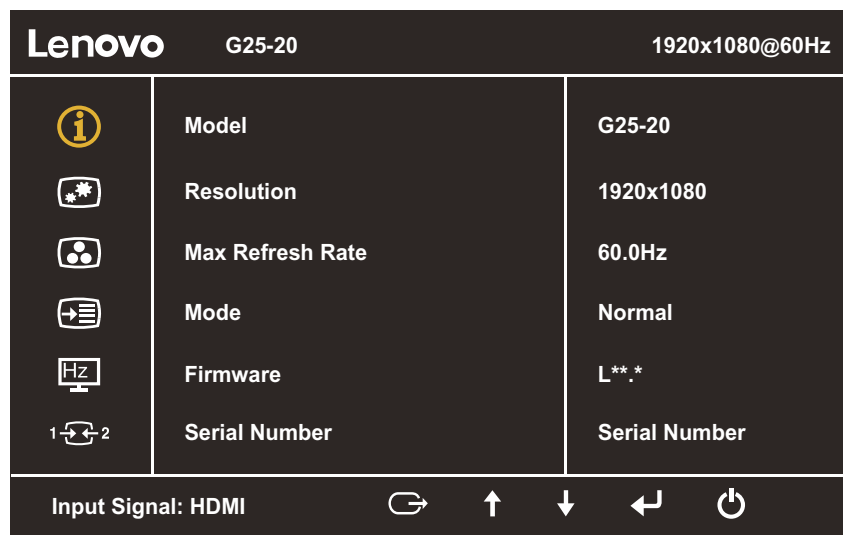 Lenovo G25-20 1920x1080@60Hz
Model G25-20
Resolution 1920x1080
Max Refresh Rate 60.0Hz
Mode Normal
Hz Firmware L**.*
1 2 Serial Number Serial Number
Input Signal: HDMI